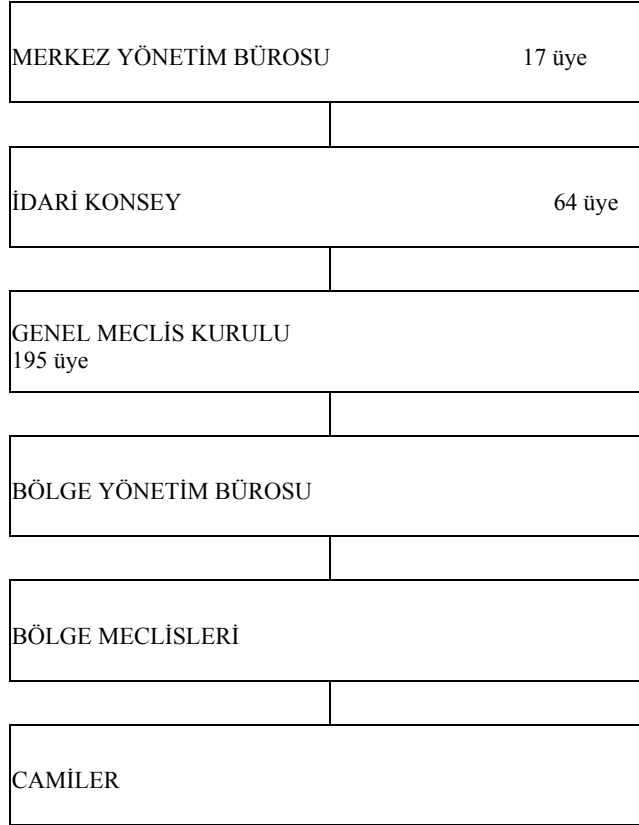 MERKEZ YÖNETİM BÜROSU 17 üye
İDARİ KONSEY 64 üye
GENEL MECLİS KURULU
195 üye
BÖLGE YÖNETİM BÜROSU
BÖLGE MECLİSLERİ
CAMİLER